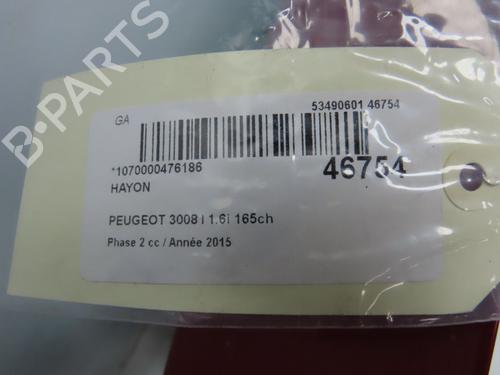 B-PARTS
GA
53490601 46754
*1070000476186
46754
HAYON
PEUGEOT 3008 I 1.6i 165ch
Phase 2 cc / Année 2015